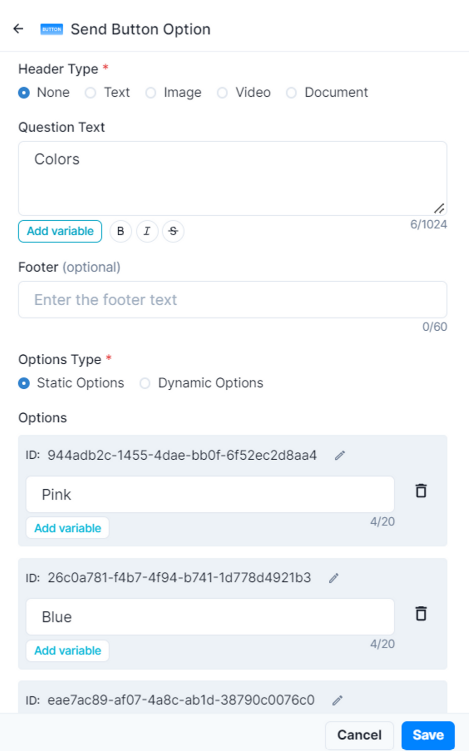 BUTTON Send Button Option
Header Type *
None Text Image Video Document
Question Text
Colors
Add variable B I S 6/1024
Footer (optional)
Enter the footer text
0/60
Options Type *
Static Options Dynamic Options
Options
ID: 944adb2c-1455-4dae-bb0f-6f52ec2d8aa4
Pink
Add variable 4/20
ID: 26c0a781-f4b7-4f94-b741-1d778d4921b3
Blue
Add variable 4/20
ID: eae7ac89-af07-4a8c-ab1d-38790c0076c0
Cancel Save